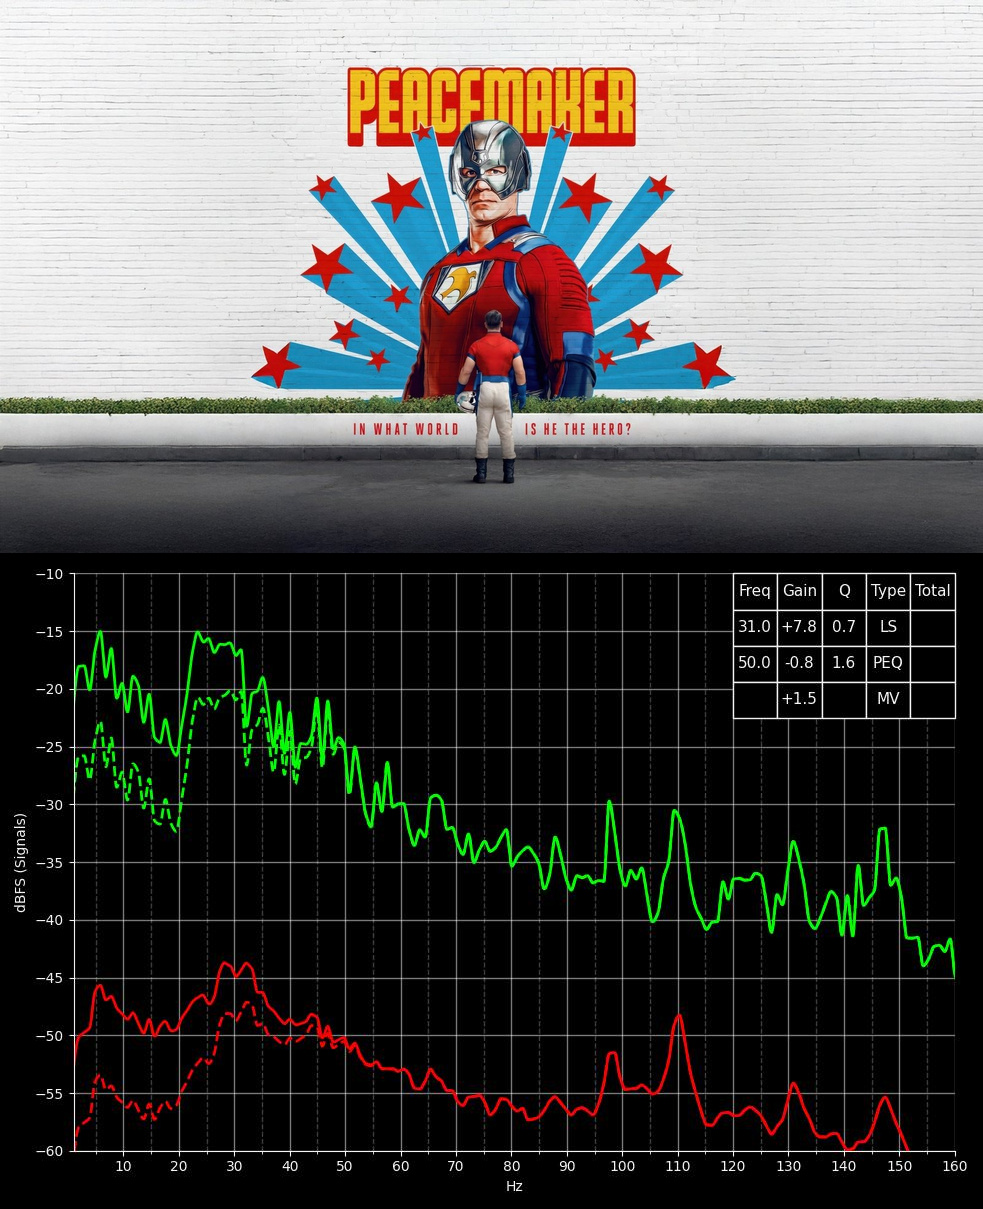 PEACEMAKER
IN WHAT WORLD IS HE THE HERO?
Freq Gain Q Type Total
31.0 +7.8 0.7 LS
50.0 -0.8 1.6 PEQ
+1.5 MV
−10
−15
−20
−25
−30
−35
−40
−45
−50
−55
−60
dBFS (Signals)
10 20 30 40 50 60 70 80 90 100 110 120 130 140 150 160
Hz